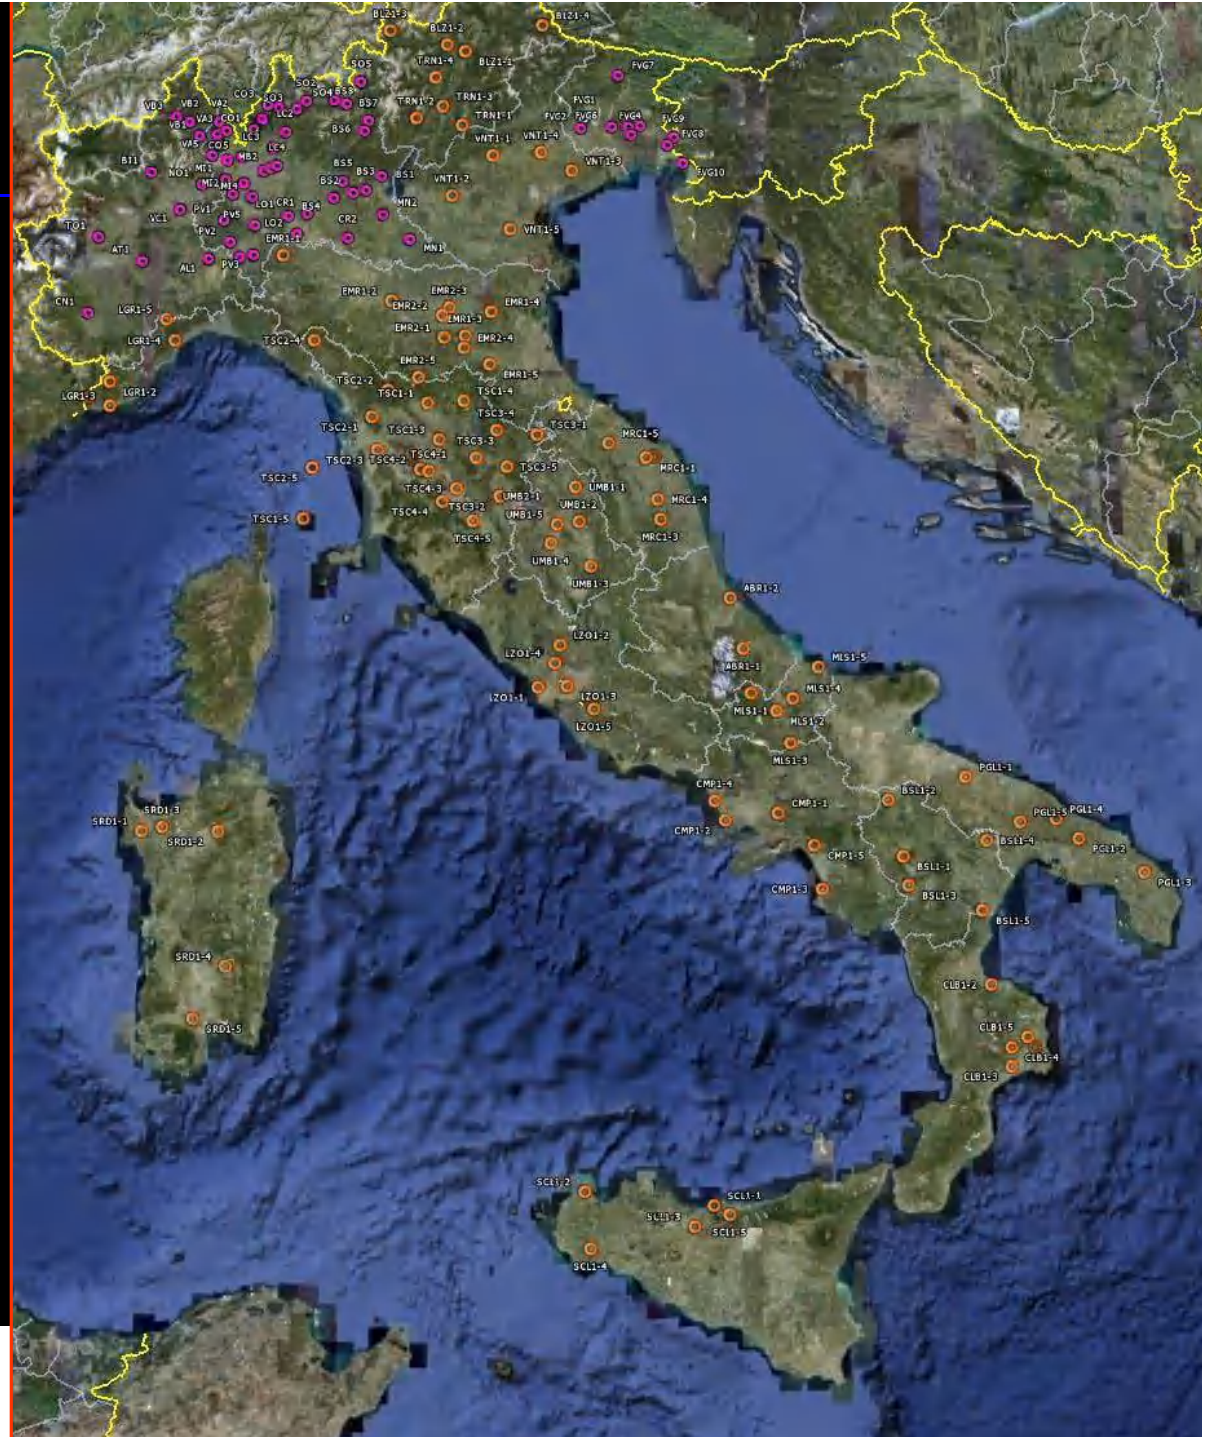 BLZ1-3
BLZ1-4
BLZ1-2
BLZ1-1
SO5
TRN1-4
FVG7
SO2
SO4
BS8
CO3
SO3
BS7
TRN1-2
TRN1-3
TRN1-1
VB3
VB2
VA2
VB1
VA3
CO1
LC2
LC3
BS6
FVG1
FVG2
FVG6
FVG4
FVG9
FVG8
FVG10
VA5
CO5
MB2
LC4
VNT1-1
VNT1-4
VNT1-3
BI1
NO1
MI1
MI2
MI4
BS5
BS3
BS2
BS1
VNT1-2
VC1
PV1
PV5
LO1
CR1
BS4
MN2
TO1
PV2
LO2
CR2
VNT1-5
AT1
EMR1-1
MN1
AL1
PV3
CN1
LGR1-5
EMR1-2
EMR2-3
EMR2-2
EMR1-3
EMR1-4
LGR1-4
TSC2-4
EMR2-1
EMR2-4
EMR2-5
EMR1-5
LGR1-3
LGR1-2
TSC2-2
TSC1-1
TSC1-4
TSC3-4
TSC2-1
TSC1-3
TSC3-3
TSC3-1
MRC1-5
TSC2-3
TSC4-2
TSC4-1
TSC3-5
MRC1-1
TSC2-5
TSC4-3
UMB2-1
UMB1-1
MRC1-4
TSC1-5
TSC4-4
TSC3-2
UMB1-5
UMB1-2
TSC4-5
MRC1-3
UMB1-4
UMB1-3
ABR1-2
LZO1-2
LZO1-4
ABR1-1
MLS1-5
LZO1-1
LZO1-3
MLS1-4
MLS1-1
MLS1-2
LZO1-5
MLS1-3
PGL1-1
CMP1-4
CMP1-1
BSL1-2
SRD1-3
SRD1-1
SRD1-2
CMP1-2
PGL1-5
PGL1-4
BSL1-4
PGL1-2
CMP1-5
BSL1-1
PGL1-3
CMP1-3
BSL1-3
BSL1-5
SRD1-4
CLB1-2
SRD1-5
CLB1-5
CLB1-4
CLB1-3
SCL1-2
SCL1-1
SCL1-3
SCL1-5
SCL1-4